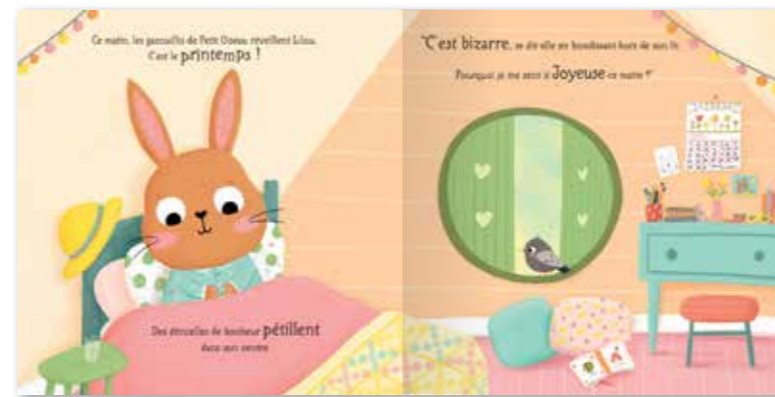 Ce matin, les gazouillis de Petit Oiseau réveillent Lilou.
C'est le printemps !
Des étincelles de bonheur pétillent
dans son ventre.
"C'est bizarre, se dit-elle en bondissant hors de son lit.
Pourquoi je me sens si Joyeuse ce matin ?"